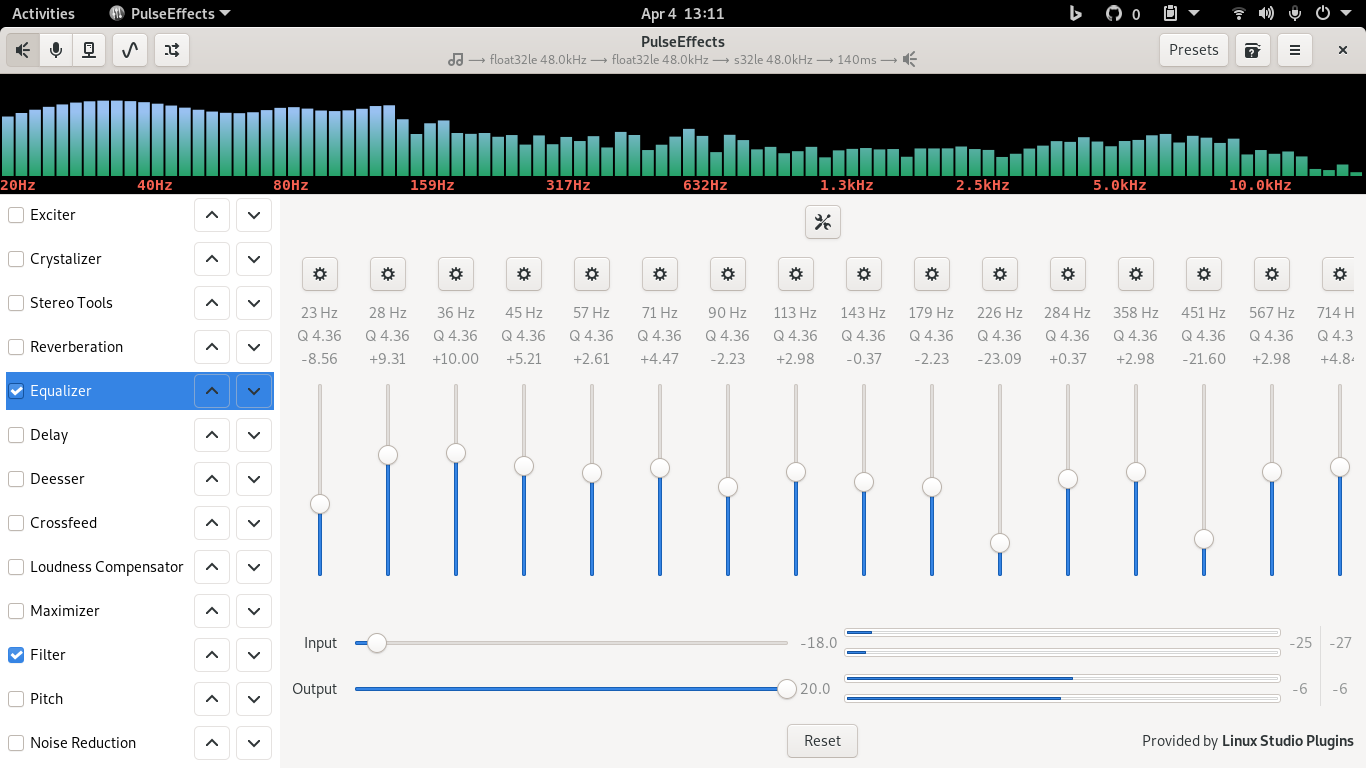 Activities PulseEffects Apr 4 13:11 0
PulseEffects
float32le 48.0kHz ⟶ float32le 48.0kHz ⟶ s32le 48.0kHz ⟶ 140ms ⟶
Presets
20Hz 40Hz 80Hz 159Hz 317Hz 632Hz 1.3kHz 2.5kHz 5.0kHz 10.0kHz
Exciter
Crystalizer
Stereo Tools
Reverberation
Equalizer
Delay
Deesser
Crossfeed
Loudness Compensator
Maximizer
Filter
Pitch
Noise Reduction
23 Hz 28 Hz 36 Hz 45 Hz 57 Hz 71 Hz 90 Hz 113 Hz 143 Hz 179 Hz 226 Hz 284 Hz 358 Hz 451 Hz 567 Hz 714 H
Q 4.36 Q 4.36 Q 4.36 Q 4.36 Q 4.36 Q 4.36 Q 4.36 Q 4.36 Q 4.36 Q 4.36 Q 4.36 Q 4.36 Q 4.36 Q 4.36 Q 4.36 Q 4.3
-8.56 +9.31 +10.00 +5.21 +2.61 +4.47 -2.23 +2.98 -0.37 -2.23 -23.09 +0.37 +2.98 -21.60 +2.98 +4.84
Input -18.0 -25 -27
Output 20.0 -6 -6
Reset
Provided by Linux Studio Plugins